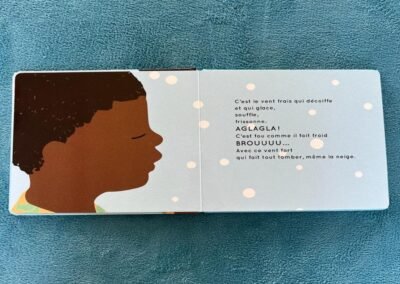 C'est le vent frais qui décoiffe
et qui glace,
souffle,
frissonne.
AGLAGLA !
C'est fou comme il fait froid
BROUUUU...
Avec ce vent fort
qui fait tout tomber, même la neige.